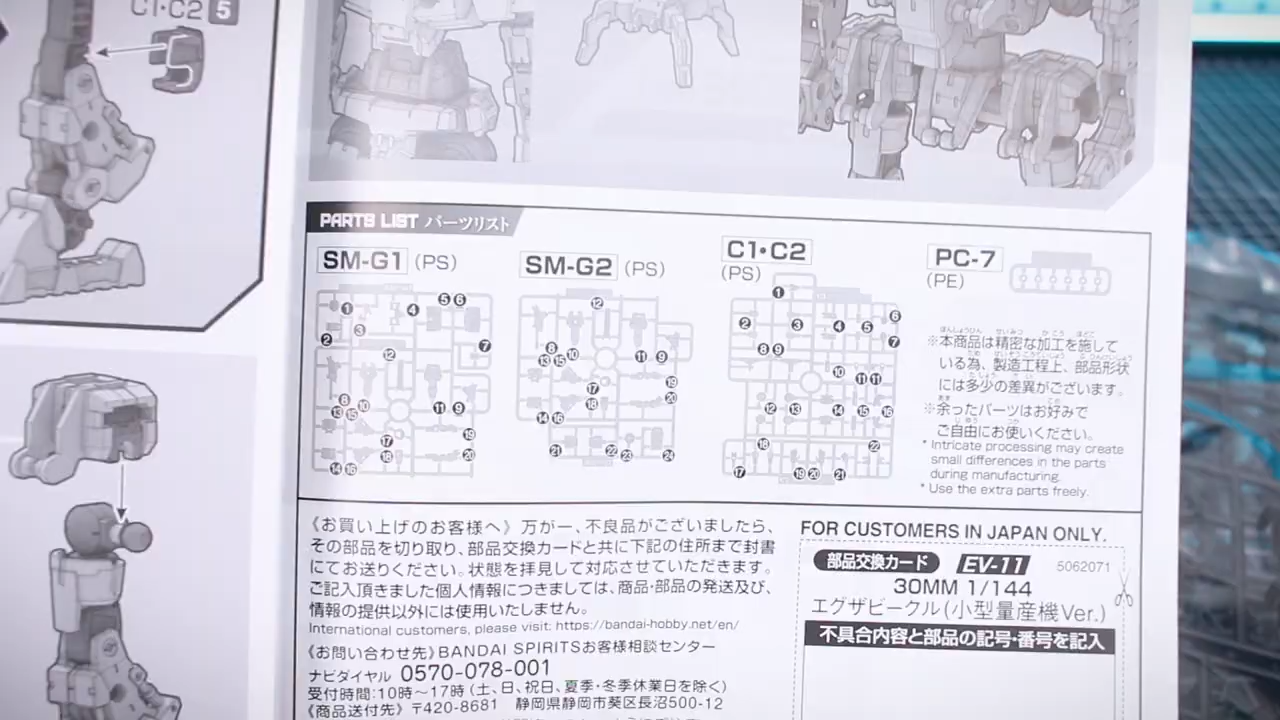 C1・C2 5
PARTS LIST パーツリスト
SM-G1 (PS)
SM-G2 (PS)
C1・C2
(PS)
PC-7
(PE)
※本商品は精密な加工を施して
いる為、製造工程上、部品形状
には多少の差異がございます。
※余ったパーツはお好みで
ご自由にお使いください。
* Intricate processing may create
small differences in the parts
during manufacturing.
* Use the extra parts freely.
《お買い上げのお客様へ》万が一、不良品がございましたら、
その部品を切り取り、部品交換カードと共に下記の住所まで封書
にてお送りください。状態を拝見して対応させていただきます。
ご記入頂きました個人情報につきましては、商品・部品の発送及び、
情報の提供以外には使用いたしません。
International customers, please visit: https://bandai-hobby.net/en/
《お問い合わせ先》BANDAI SPIRITSお客様相談センター
ナビダイヤル 0570-078-001
受付時間:10時～17時(土、日、祝日、夏季・冬季休業日を除く)
《商品送付先》〒420-8681 静岡県静岡市葵区長沼500-12
FOR CUSTOMERS IN JAPAN ONLY.
部品交換カード EV-11 5062071
30MM 1/144
エグザビークル(小型量産機Ver.)
不具合内容と部品の記号・番号を記入